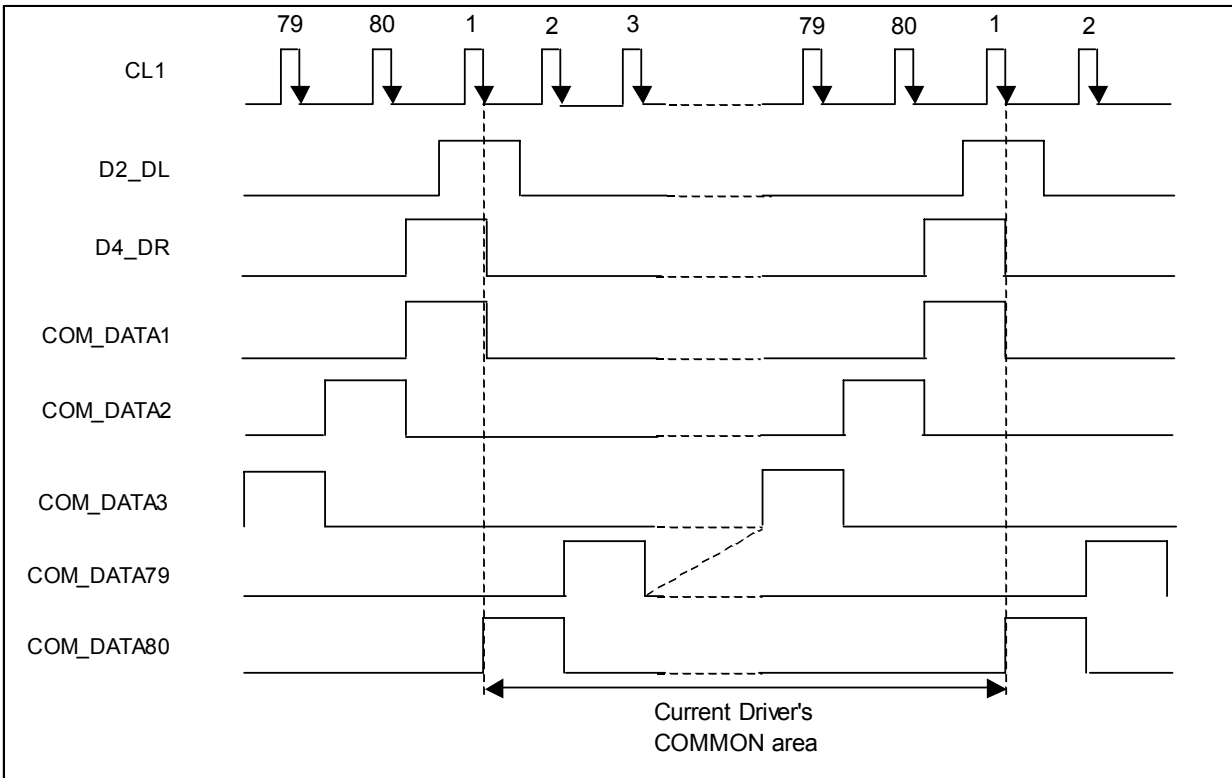 79 80 1 2 3 79 80 1 2
CL1
D2_DL
D4_DR
COM_DATA1
COM_DATA2
COM_DATA3
COM_DATA79
COM_DATA80
Current Driver's
COMMON area